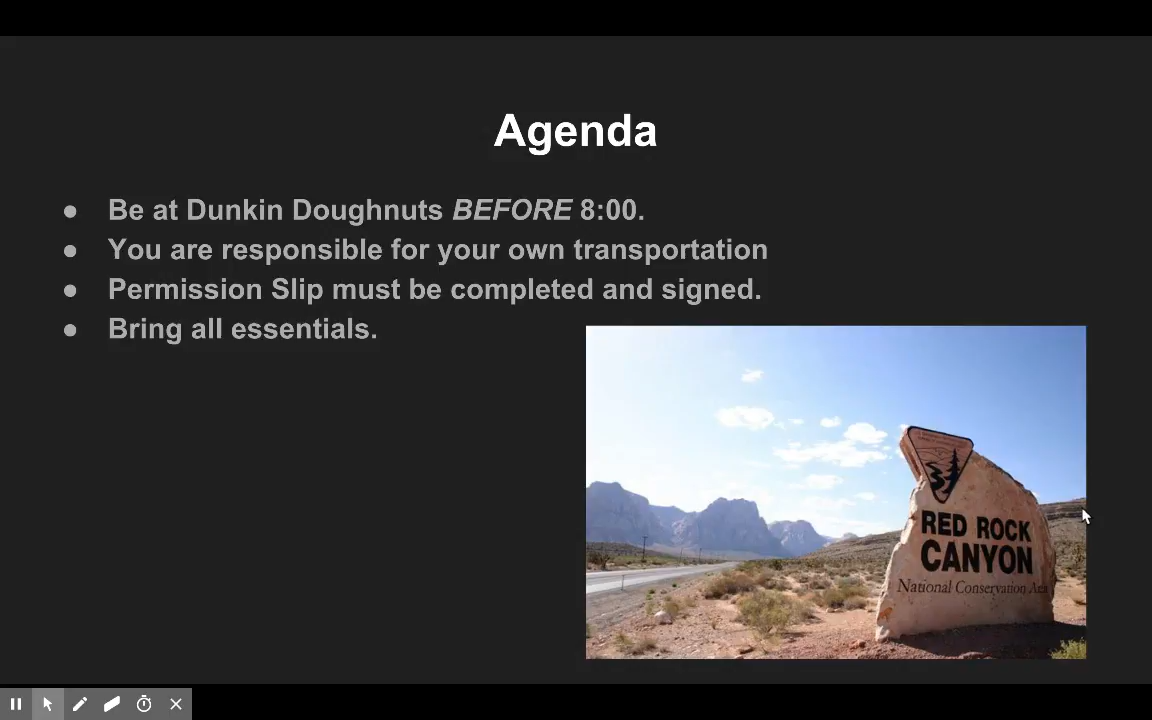 Agenda
● Be at Dunkin Doughnuts BEFORE 8:00.
● You are responsible for your own transportation
● Permission Slip must be completed and signed.
● Bring all essentials.
RED ROCK
CANYON
National Conservation Area